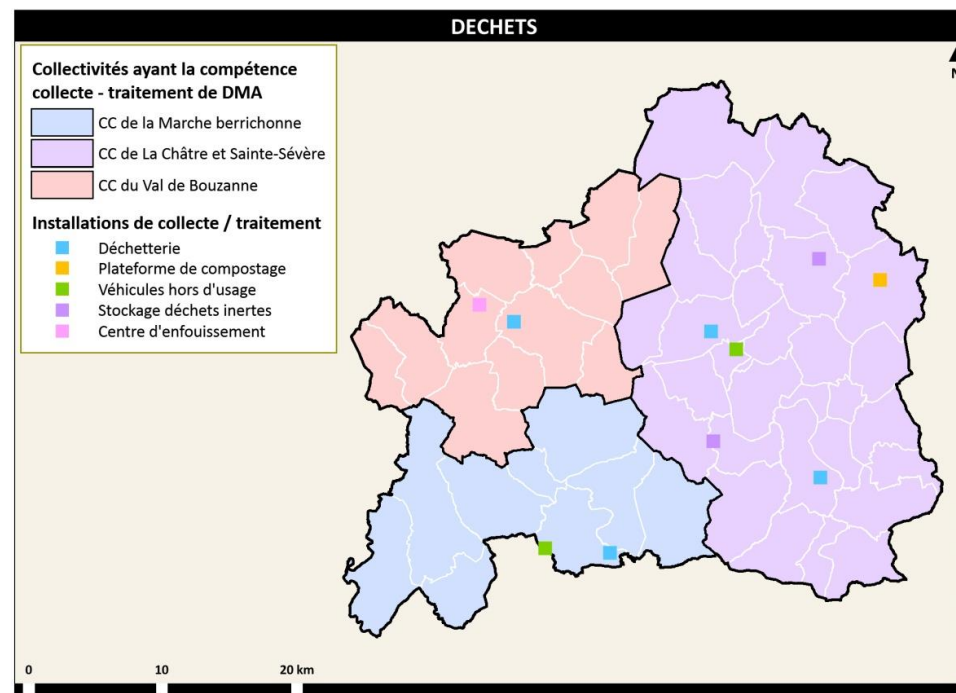 DECHETS
N
Collectivités ayant la compétence
collecte - traitement de DMA
CC de la Marche berrichonne
CC de La Châtre et Sainte-Sévère
CC du Val de Bouzanne
Installations de collecte / traitement
Déchetterie
Plateforme de compostage
Véhicules hors d'usage
Stockage déchets inertes
Centre d'enfouissement
0 10 20 km